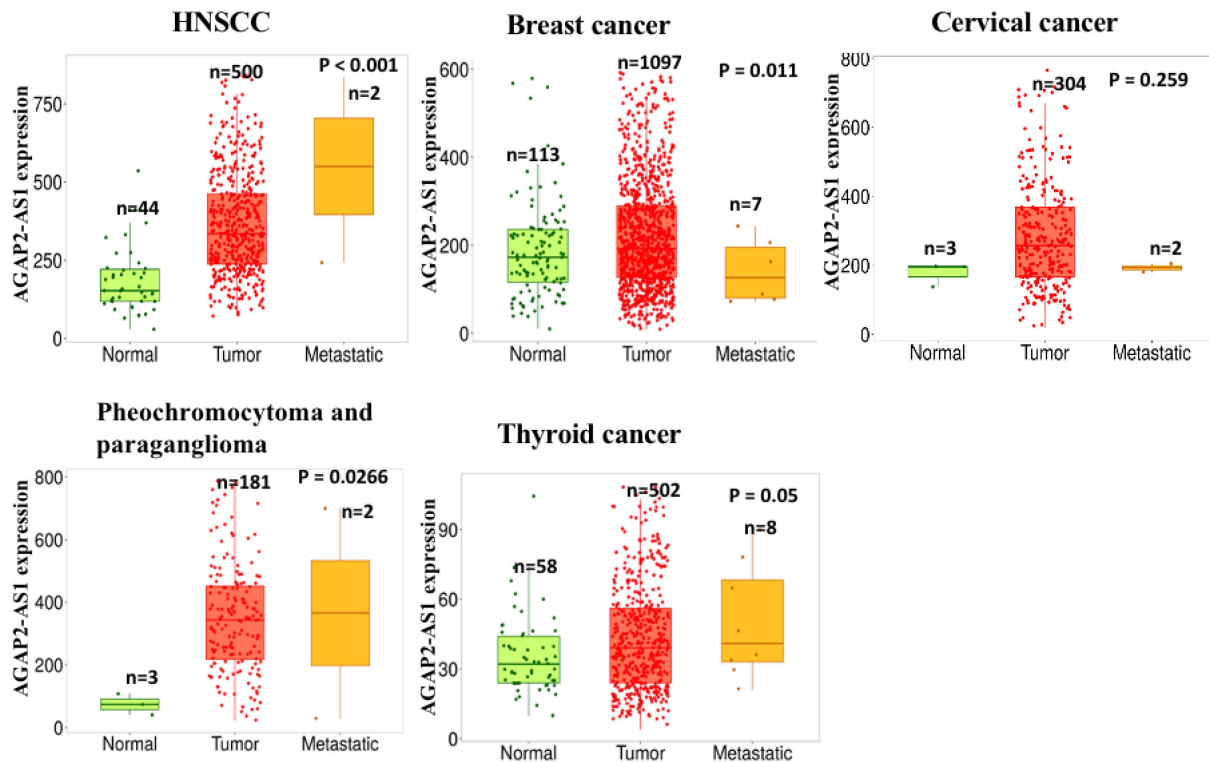 HNSCC
AGAP2-AS1 expression
750
500
250
0
n=44
n=500
P < 0.001
n=2
Normal
Tumor
Metastatic
Breast cancer
AGAP2-AS1 expression
600
400
200
0
n=113
n=1097
P = 0.011
n=7
Normal
Tumor
Metastatic
Cervical cancer
AGAP2-AS1 expression
800
600
400
200
0
n=3
n=304
P = 0.259
n=2
Normal
Tumor
Metastatic
Pheochromocytoma and
paraganglioma
AGAP2-AS1 expression
800
600
400
200
0
n=3
n=181
P = 0.0266
n=2
Normal
Tumor
Metastatic
Thyroid cancer
AGAP2-AS1 expression
90
60
30
0
n=58
n=502
P = 0.05
n=8
Normal
Tumor
Metastatic